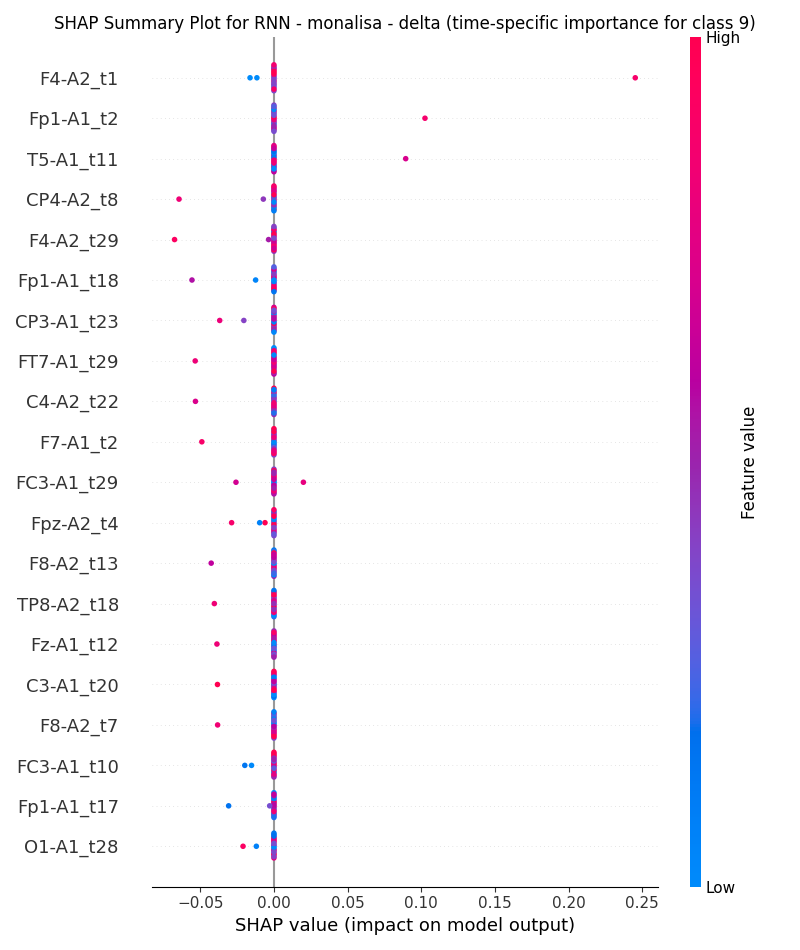 SHAP Summary Plot for RNN - monalisa - delta (time-specific importance for class 9)
High
F4-A2_t1
Fp1-A1_t2
T5-A1_t11
CP4-A2_t8
F4-A2_t29
Fp1-A1_t18
CP3-A1_t23
FT7-A1_t29
C4-A2_t22
F7-A1_t2
FC3-A1_t29
Fpz-A2_t4
F8-A2_t13
TP8-A2_t18
Fz-A1_t12
C3-A1_t20
F8-A2_t7
FC3-A1_t10
Fp1-A1_t17
O1-A1_t28
Feature value
Low
−0.05 0.00 0.05 0.10 0.15 0.20 0.25
SHAP value (impact on model output)